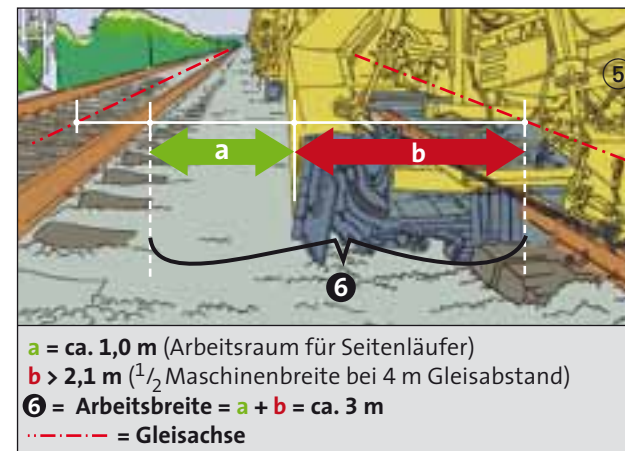 5
a b
6
a = ca. 1,0 m (Arbeitsraum für Seitenläufer)
b > 2,1 m (1/2 Maschinenbreite bei 4 m Gleisabstand)
6 = Arbeitsbreite = a + b = ca. 3 m
= Gleisachse